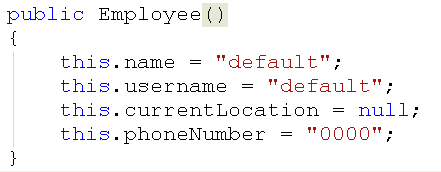 public Employee()
{
this.name = "default";
this.username = "default";
this.currentLocation = null;
this.phoneNumber = "0000";
}